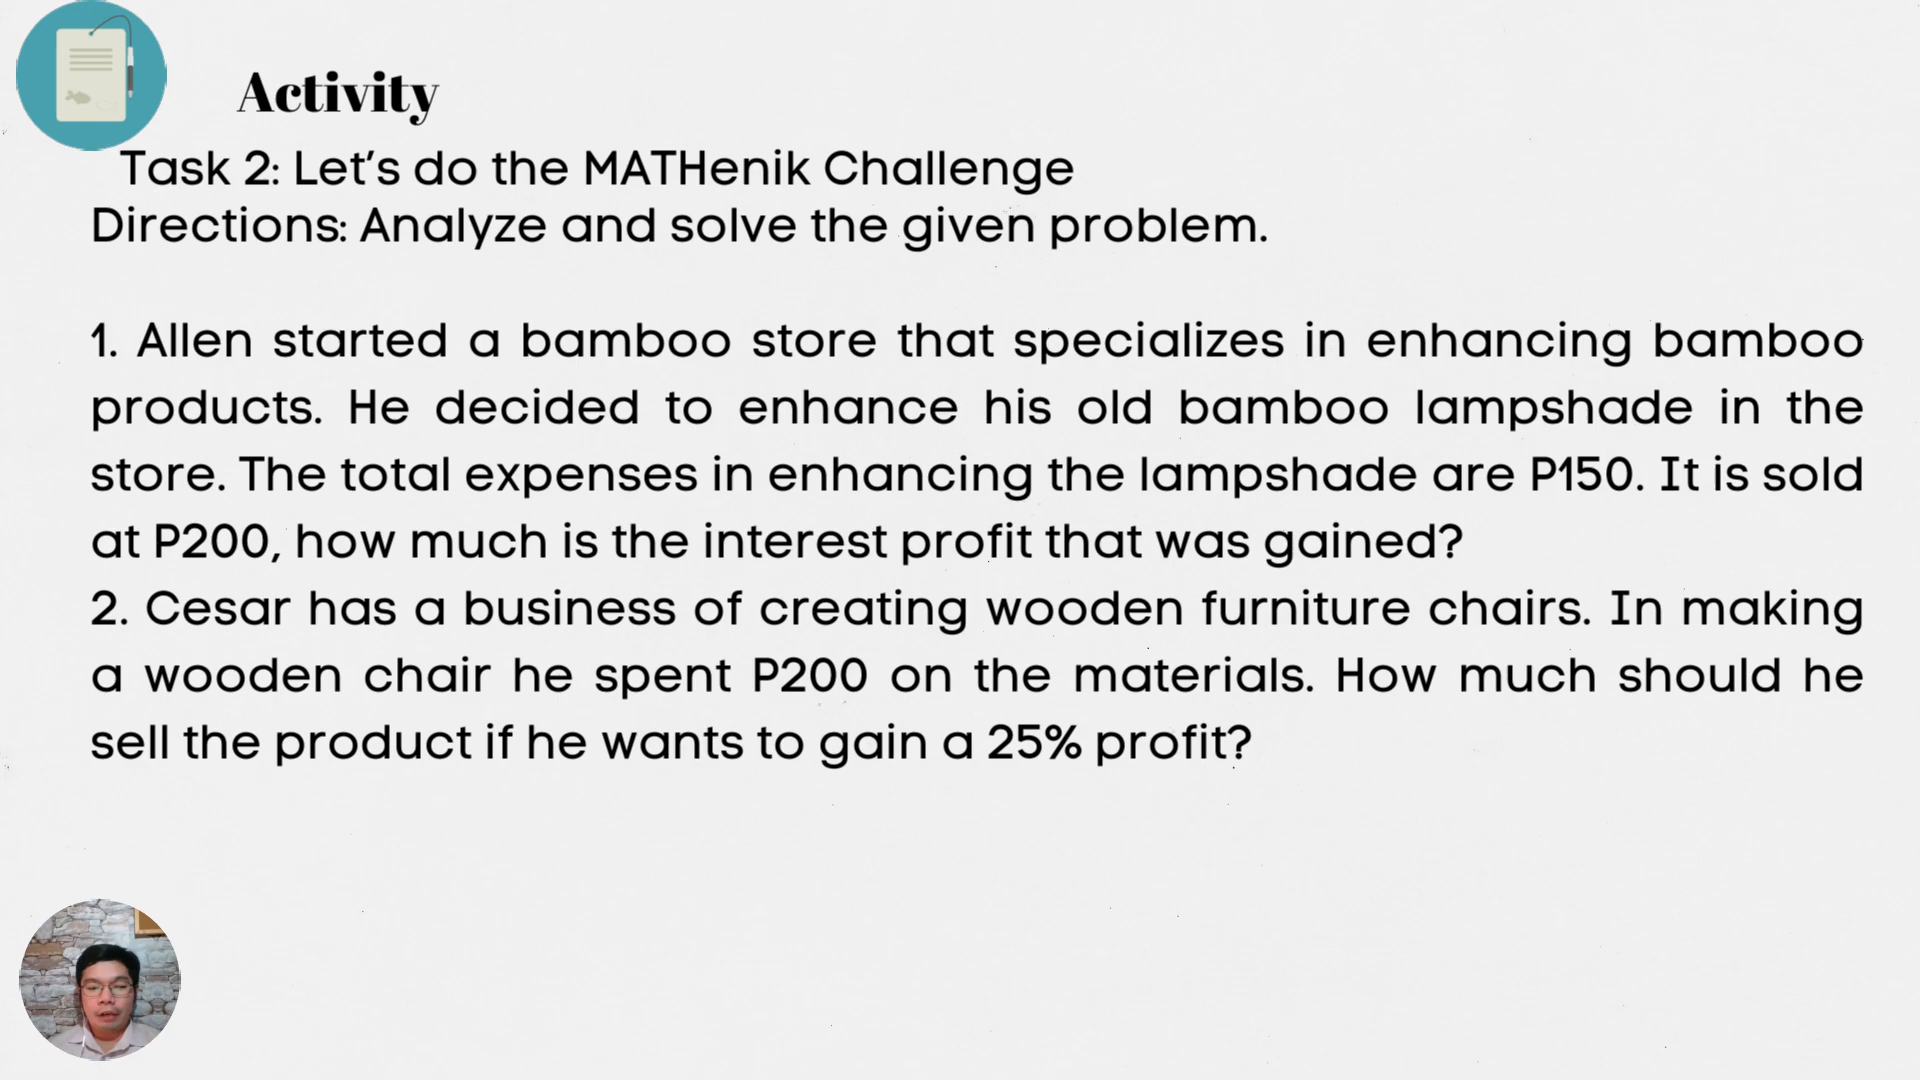 Activity
Task 2: Let’s do the MATHenik Challenge
Directions: Analyze and solve the given problem.
1. Allen started a bamboo store that specializes in enhancing bamboo
products. He decided to enhance his old bamboo lampshade in the
store. The total expenses in enhancing the lampshade are P150. It is sold
at P200, how much is the interest profit that was gained?
2. Cesar has a business of creating wooden furniture chairs. In making
a wooden chair he spent P200 on the materials. How much should he
sell the product if he wants to gain a 25% profit?